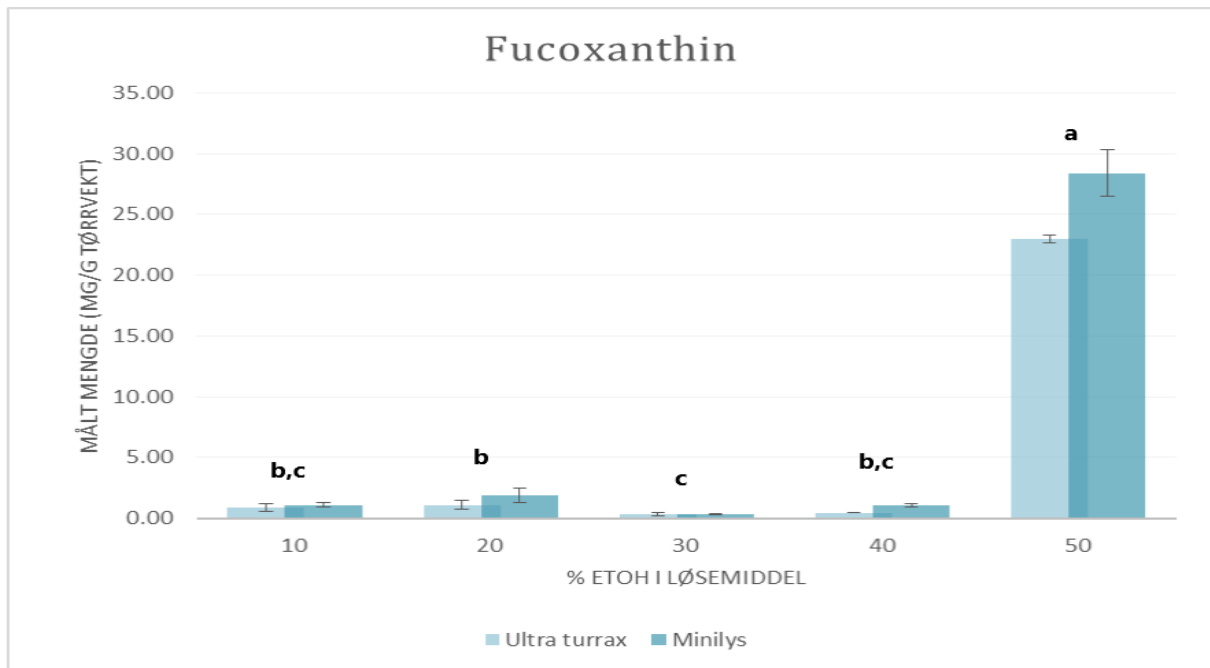 Fucoxanthin
MÅLT MENGDE (MG/G TØRRVEKT)
35.00
30.00
25.00
20.00
15.00
10.00
5.00
0.00
b,c
b
c
b,c
a
10 20 30 40 50
% ETOH I LØSEMIDDEL
Ultra turrax Minilys